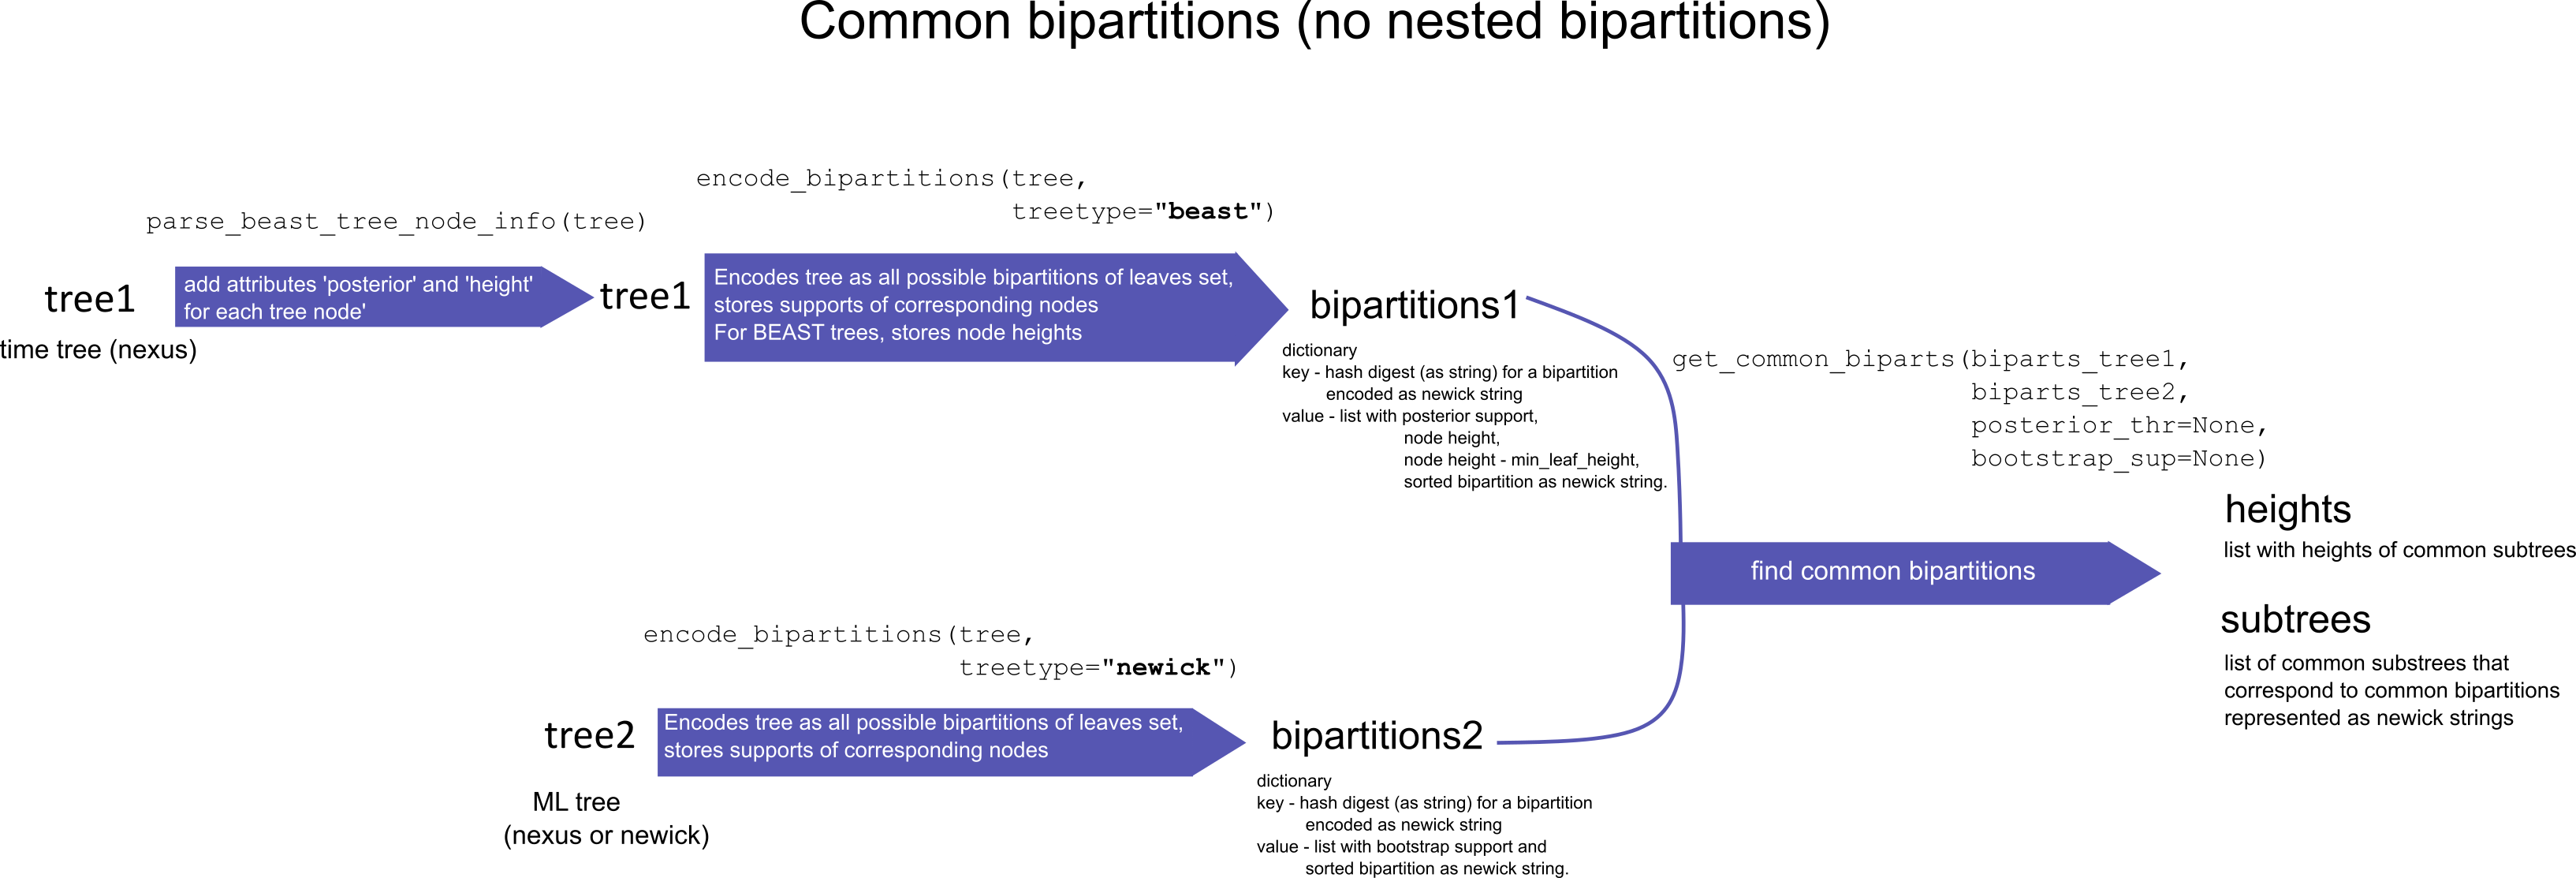 Common bipartitions (no nested bipartitions)
encode_bipartitions(tree,
treetype="beast")
parse_beast_tree_node_info(tree)
tree1
time tree (nexus)
add attributes 'posterior' and 'height'
for each tree node'
tree1
Encodes tree as all possible bipartitions of leaves set,
stores supports of corresponding nodes
For BEAST trees, stores node heights
bipartitions1
dictionary
key - hash digest (as string) for a bipartition
encoded as newick string
value - list with posterior support,
node height,
node height - min_leaf_height,
sorted bipartition as newick string.
get_common_biparts(biparts_tree1,
biparts_tree2,
posterior_thr=None,
bootstrap_sup=None)
find common bipartitions
heights
list with heights of common subtrees
subtrees
list of common substrees that
correspond to common bipartitions
represented as newick strings
encode_bipartitions(tree,
treetype="newick")
tree2
ML tree
(nexus or newick)
Encodes tree as all possible bipartitions of leaves set,
stores supports of corresponding nodes
bipartitions2
dictionary
key - hash digest (as string) for a bipartition
encoded as newick string
value - list with bootstrap support and
sorted bipartition as newick string.